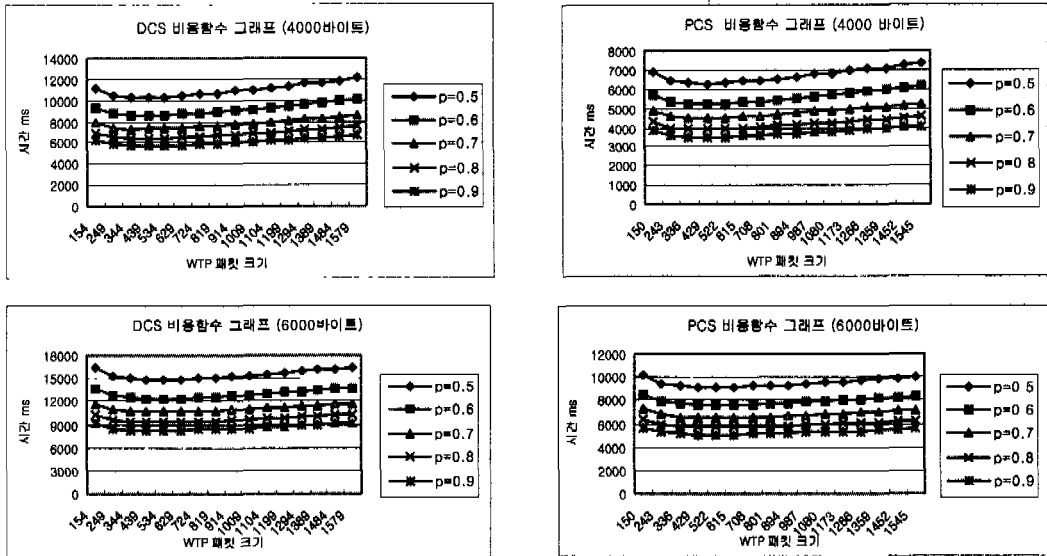 DCS 비용함수 그래프 (4000바이트)
14000
12000
10000
8000
6000
4000
2000
0
시간 ms
154
249
344
439
534
629
724
819
914
1009
1104
1199
1294
1389
1484
1579
WTP 패킷 크기
p=0.5
p=0.6
p=0.7
p=0.8
p=0.9
PCS 비용함수 그래프 (4000 바이트)
8000
7000
6000
5000
4000
3000
2000
1000
0
시간 ms
150
243
336
429
522
815
708
801
894
987
1080
1173
1266
1359
1452
1545
WTP 패킷 크기
p=0.5
p=0.6
p=0.7
p=0 8
p=0.9
DCS 비용함수 그래프 (6000바이트)
18000
15000
12000
9000
6000
3000
0
시간 ms
154
249
344
439
534
629
724
819
814
1009
1104
1199
1294
1389
1484
1579
WTP 패킷 크기
p=0.5
p=0.6
p=0.7
p=0.8
p=0.9
PCS 비용함수 그래프 (6000바이트)
12000
10000
8000
6000
4000
2000
0
시간 ms
150
243
336
429
522
615
708
801
894
987
1080
1173
1266
1359
1452
1545
WTP 패킷 크기
p=0 5
p=0.6
p=0.7
p=0.8
p=0.9